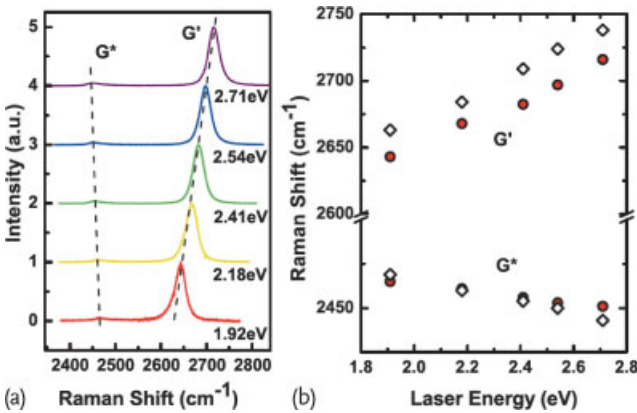 G*
G'
5
4
3
2
1
0
2.71eV
2.54eV
2.41eV
2.18eV
1.92eV
2400 2500 2600 2700 2800
Intensity (a.u.)
Raman Shift (cm⁻¹)
(a)
2750
2700
2650
2600
2450
G'
G*
1.8 2.0 2.2 2.4 2.6 2.8
Raman Shift (cm⁻¹)
Laser Energy (eV)
(b)